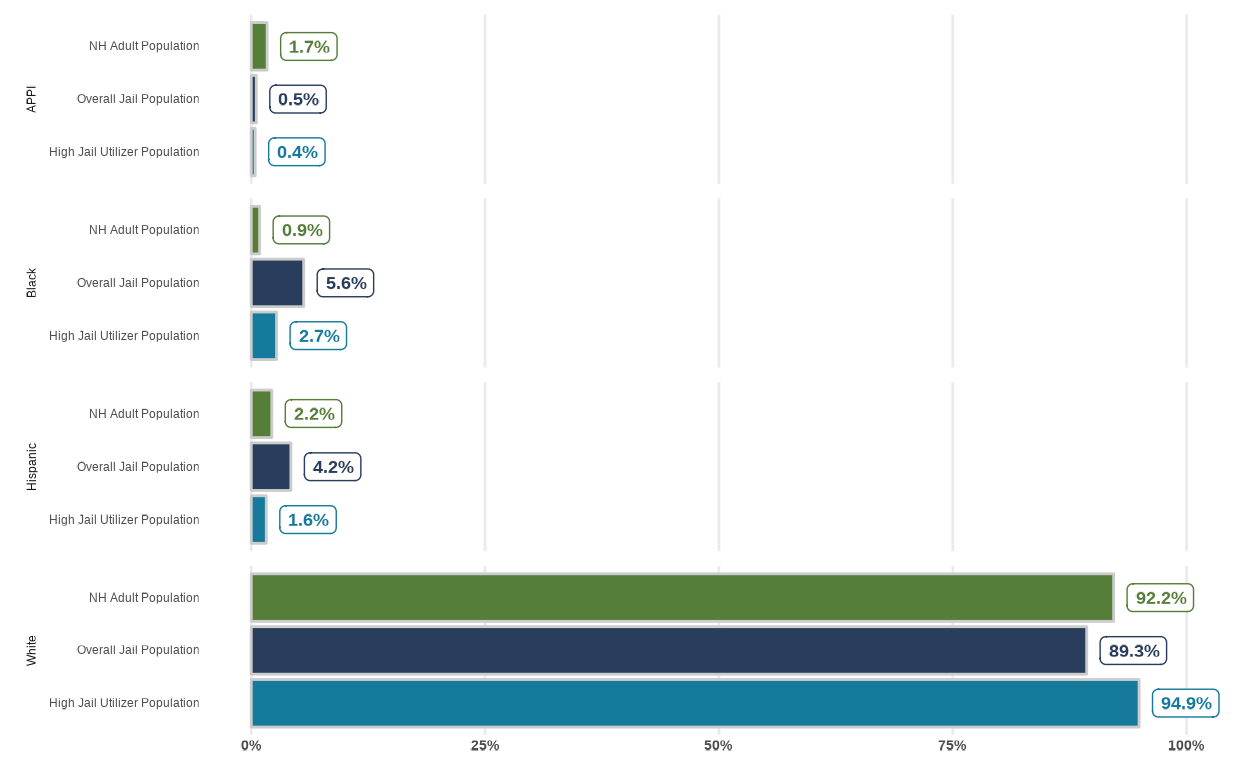 APPI
NH Adult Population
1.7%
Overall Jail Population
0.5%
High Jail Utilizer Population
0.4%
Black
NH Adult Population
0.9%
Overall Jail Population
5.6%
High Jail Utilizer Population
2.7%
Hispanic
NH Adult Population
2.2%
Overall Jail Population
4.2%
High Jail Utilizer Population
1.6%
White
NH Adult Population
92.2%
Overall Jail Population
89.3%
High Jail Utilizer Population
94.9%
0% 25% 50% 75% 100%